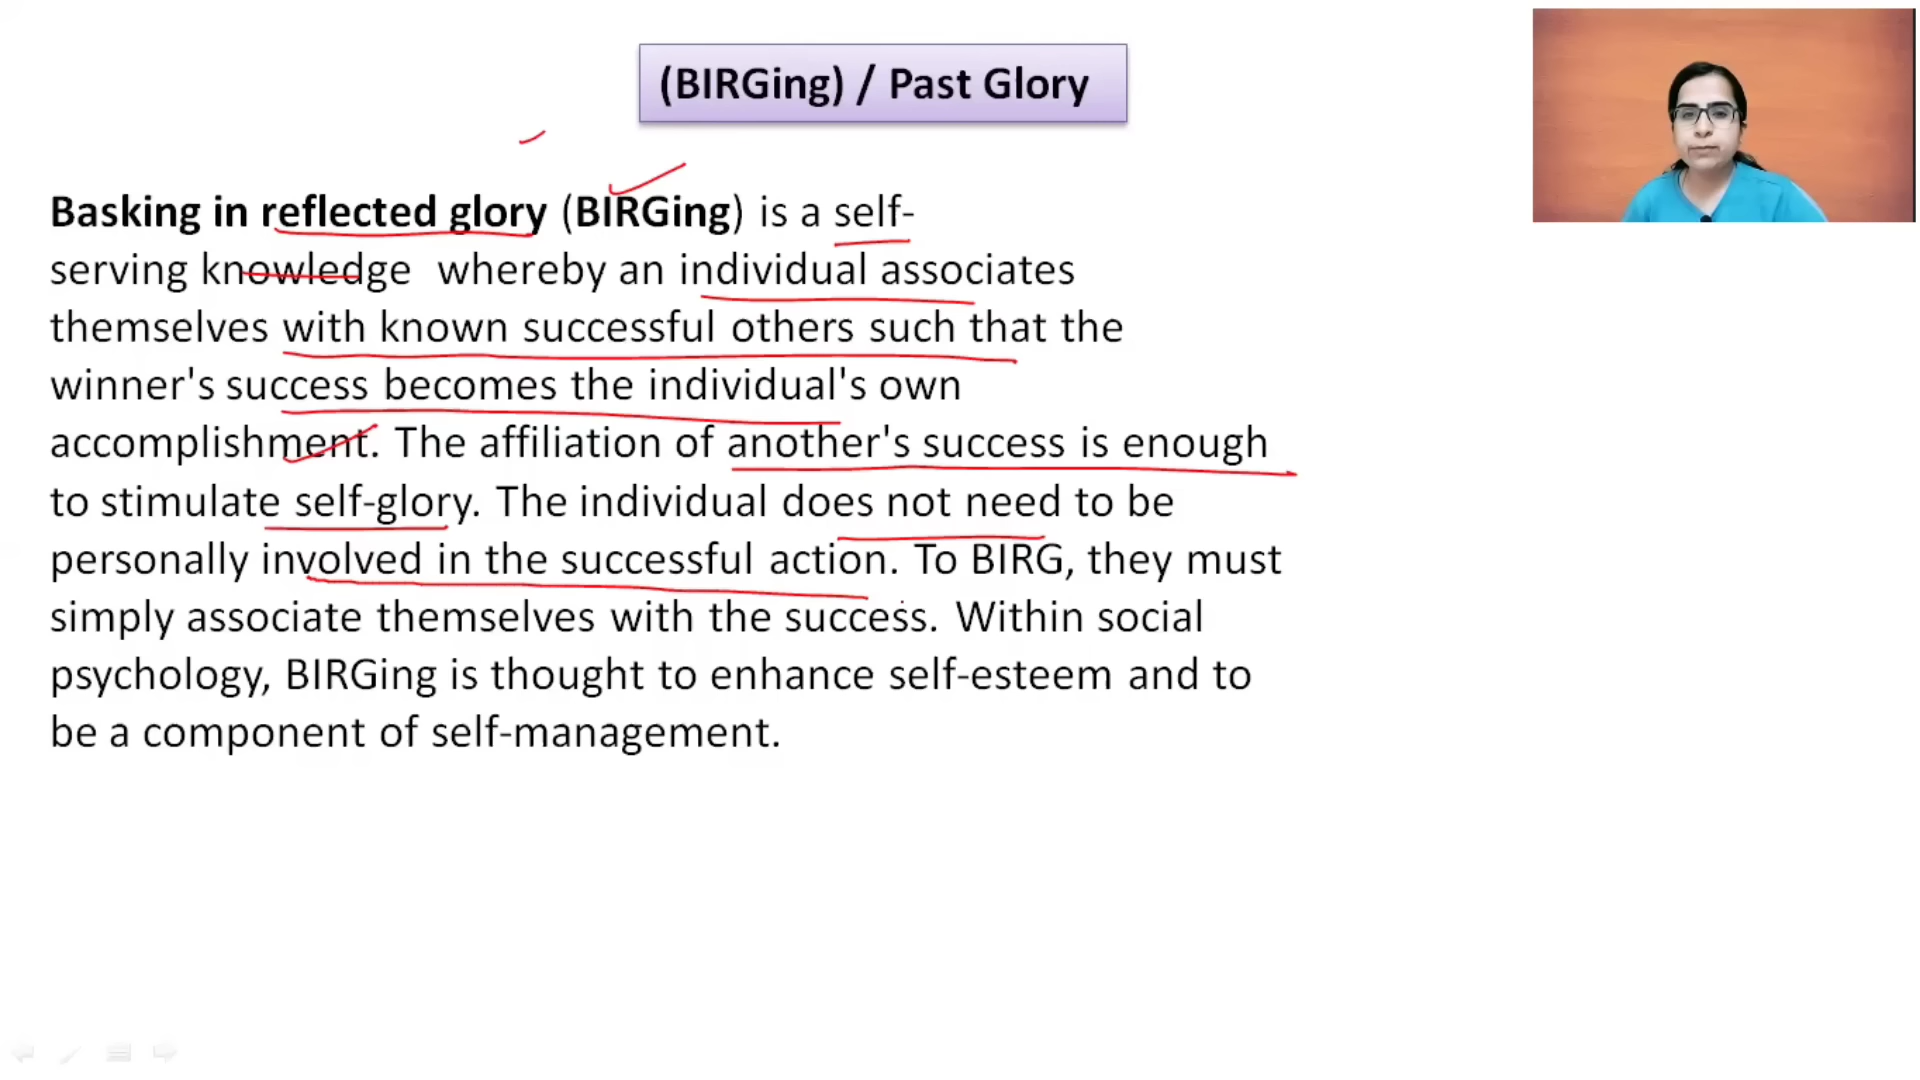 (BIRGing) / Past Glory
Basking in reflected glory (BIRGing) is a self-
serving knowledge whereby an individual associates
themselves with known successful others such that the
winner's success becomes the individual's own
accomplishment. The affiliation of another's success is enough
to stimulate self-glory. The individual does not need to be
personally involved in the successful action. To BIRG, they must
simply associate themselves with the success. Within social
psychology, BIRGing is thought to enhance self-esteem and to
be a component of self-management.